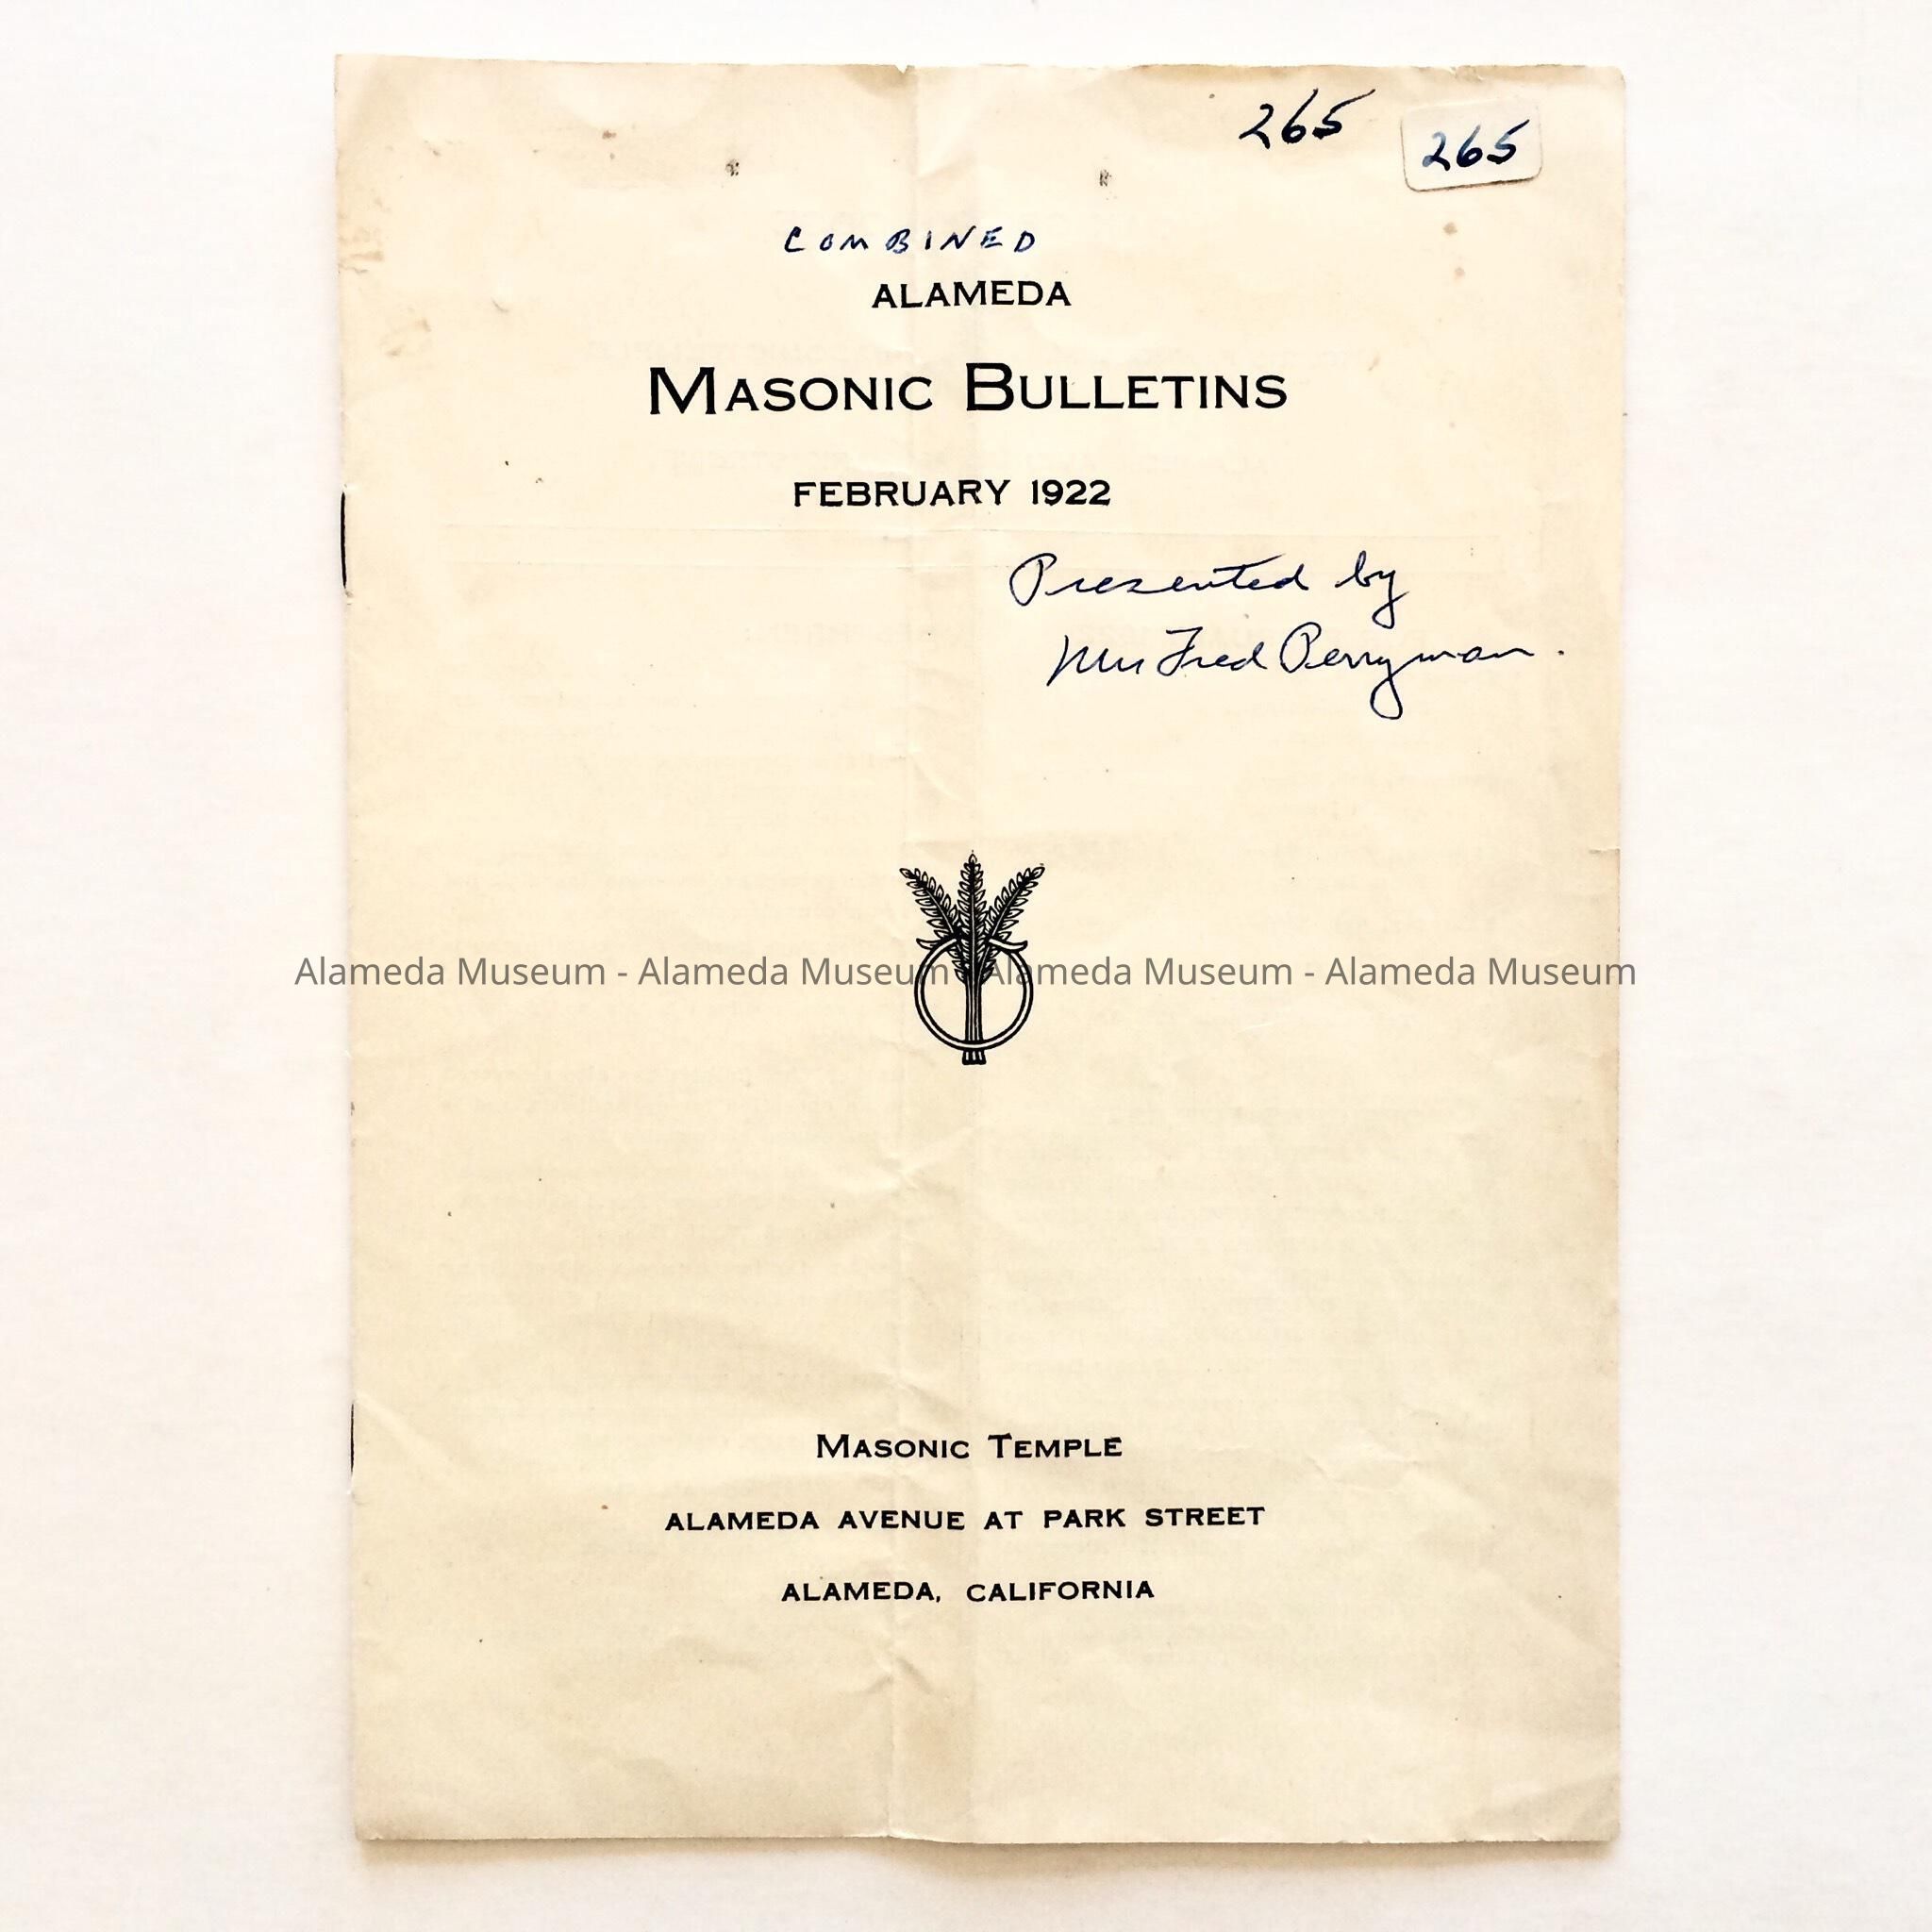 265
265
COMBINED
ALAMEDA
MASONIC BULLETINS
FEBRUARY 1922
Presented by
Fred Perryman.
Alameda Museum - Alameda Museum - Alameda Museum - Alameda Museum
MASONIC TEMPLE
ALAMEDA AVENUE AT PARK STREET
ALAMEDA, CALIFORNIA